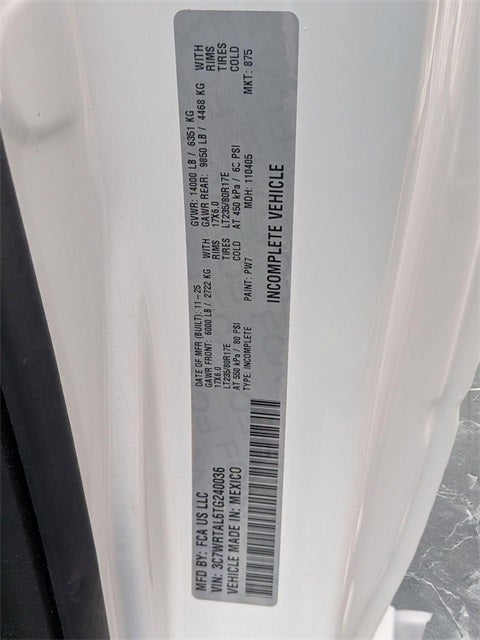 MFD BY: FCA US LLC
VIN: 3C7WRTAL6TG240036
VEHICLE MADE IN: MEXICO
DATE OF MFR (BUILT): 11-25
GAWR FRONT: 6000 LB / 2722 KG WITH
17X6.0 RIMS
LT235/80R17E TIRES
AT 550 kPa / 80 PSI COLD
TYPE: INCOMPLETE PAINT: PW7
GVWR: 14000 LB / 6351 KG
GAWR REAR: 9850 LB / 4468 KG WITH
17X6.0 RIMS
LT235/80R17E TIRES
AT 450 kPa / 65 PSI COLD
MDH: 110405 MKT: 875
INCOMPLETE VEHICLE